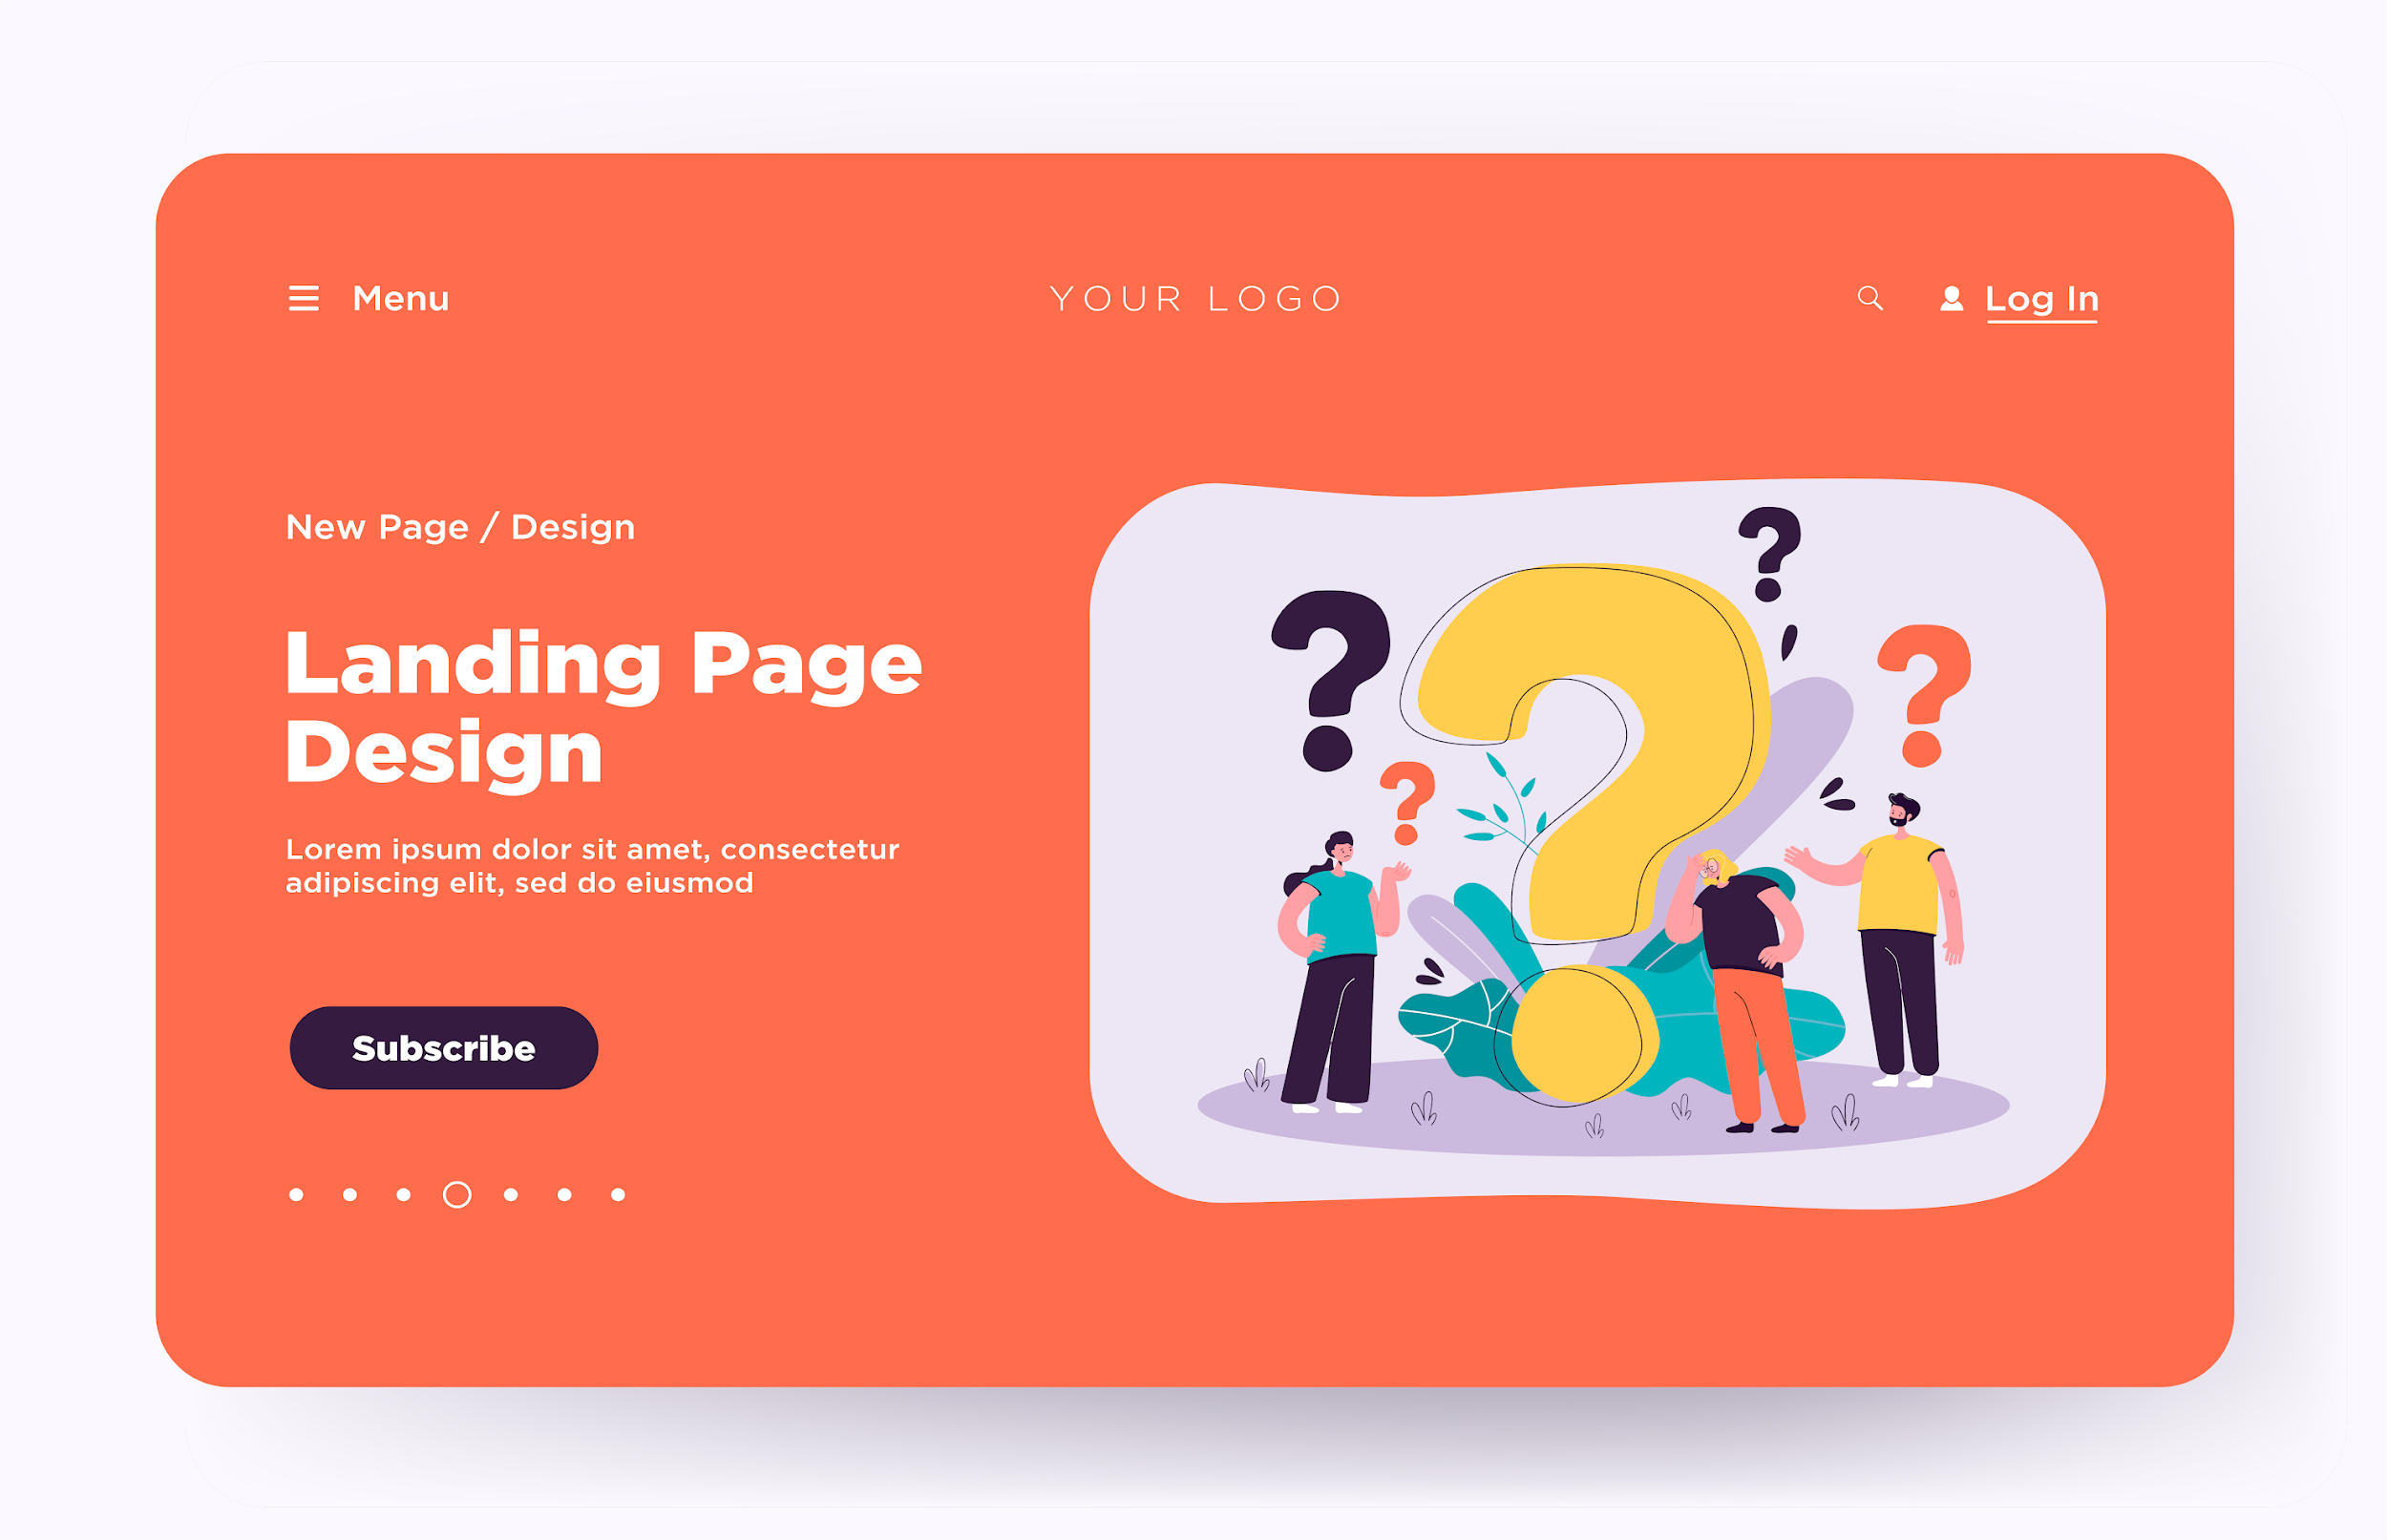 Menu
YOUR LOGO
Log In
New Page / Design
Landing Page
Design
Lorem ipsum dolor sit amet, consectetur
adipiscing elit, sed do eiusmod
Subscribe